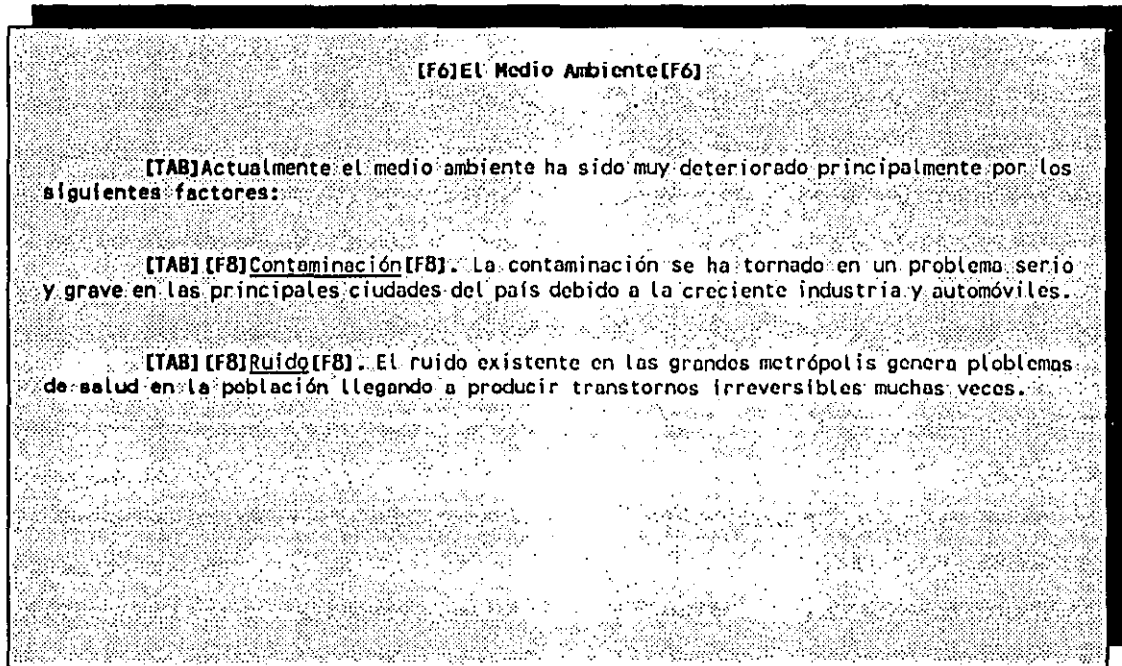 [F6]El Medio Ambiente[F6]
[TAB]Actualmente el medio ambiente ha sido muy deteriorado principalmente por los
siguientes factores:
[TAB] [F8]Contaminación[F8]. La contaminación se ha tornado en un problema serio
y grave en las principales ciudades del país debido a la creciente industria y automóviles.
[TAB] [F8]Ruido[F8]. El ruido existente en las grandes metrópolis genera ploblemas
de salud en la población llegando a producir transtornos irreversibles muchas veces.